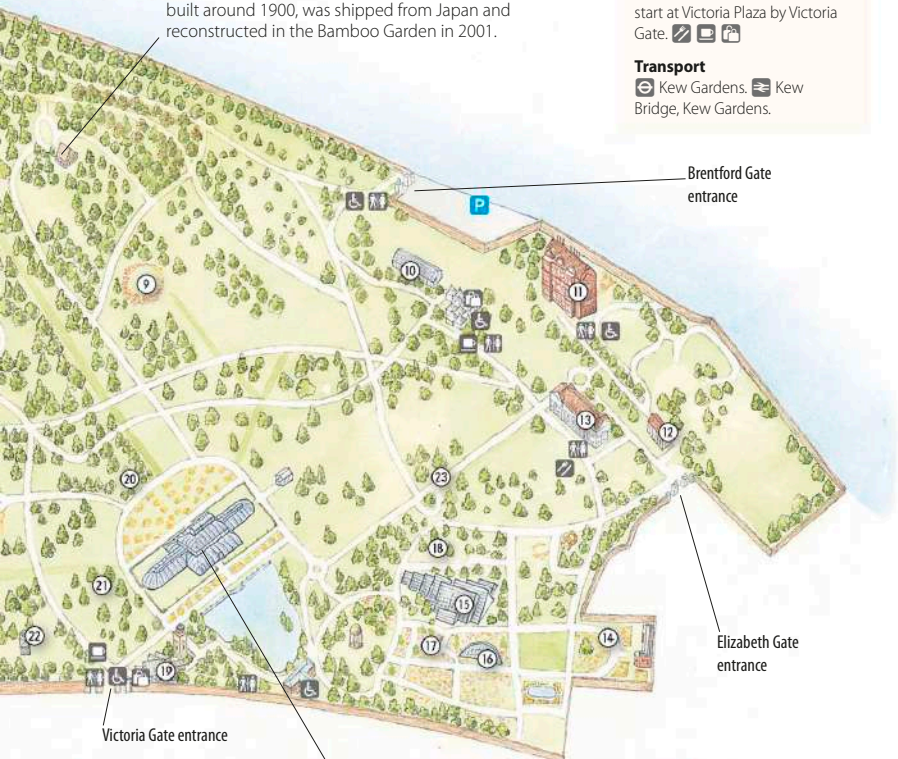 built around 1900, was shipped from Japan and
reconstructed in the Bamboo Garden in 2001.
start at Victoria Plaza by Victoria
Gate.
Transport
Kew Gardens. Kew
Bridge, Kew Gardens.
Brentford Gate
entrance
P
9
10
11
12
13
20
23
18
21
15
22
17
16
14
19
Elizabeth Gate
entrance
Victoria Gate entrance